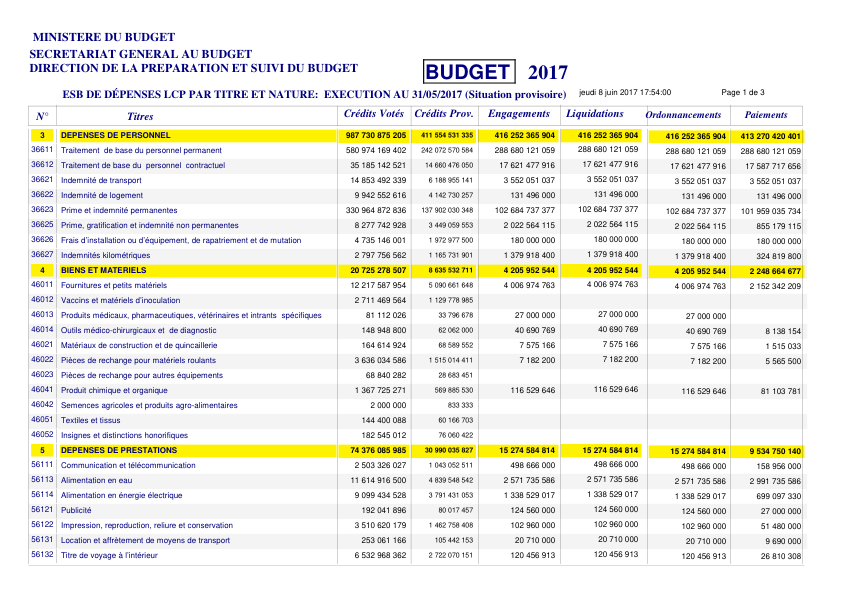 MINISTERE DU BUDGET
SECRETARIAT GENERAL AU BUDGET
DIRECTION DE LA PREPARATION ET SUIVI DU BUDGET
BUDGET 2017
ESB DE DÉPENSES LCP PAR TITRE ET NATURE: EXECUTION AU 31/05/2017 (Situation provisoire) jeudi 8 juin 2017 17:54:00 Page 1 de 3
N° Titres Crédits Votés Crédits Prov. Engagements Liquidations Ordonnancements Paiements
3 DEPENSES DE PERSONNEL 987 730 875 205 411 554 531 335 416 252 365 904 416 252 365 904 416 252 365 904 413 270 420 401
36611 Traitement de base du personnel permanent 580 974 169 402 242 072 570 584 288 680 121 059 288 680 121 059 288 680 121 059 288 680 121 059
36612 Traitement de base du personnel contractuel 35 185 142 521 14 660 476 050 17 621 477 916 17 621 477 916 17 621 477 916 17 587 717 656
36621 Indemnité de transport 14 853 492 339 6 188 955 141 3 552 051 037 3 552 051 037 3 552 051 037 3 552 051 037
36622 Indemnité de logement 9 942 552 616 4 142 730 257 131 496 000 131 496 000 131 496 000 131 496 000
36623 Prime et indemnité permanentes 330 964 872 836 137 902 030 348 102 684 737 377 102 684 737 377 102 684 737 377 101 959 035 734
36625 Prime, gratification et indemnité non permanentes 8 277 742 928 3 449 059 553 2 022 564 115 2 022 564 115 2 022 564 115 855 179 115
36626 Frais d'installation ou d'équipement, de rapatriement et de mutation 4 735 146 001 1 972 977 500 180 000 000 180 000 000 180 000 000 180 000 000
36627 Indemnités kilométriques 2 797 756 562 1 165 731 901 1 379 418 400 1 379 418 400 1 379 418 400 324 819 800
4 BIENS ET MATERIELS 20 725 278 507 8 635 532 711 4 205 952 544 4 205 952 544 4 205 952 544 2 248 664 677
46011 Fournitures et petits matériels 12 217 587 954 5 090 661 648 4 006 974 763 4 006 974 763 4 006 974 763 2 152 342 209
46012 Vaccins et matériels d'inoculation 2 711 469 564 1 129 778 985
46013 Produits médicaux, pharmaceutiques, vétérinaires et intrants spécifiques 81 112 026 33 796 678 27 000 000 27 000 000 27 000 000
46014 Outils médico-chirurgicaux et de diagnostic 148 948 800 62 062 000 40 690 769 40 690 769 40 690 769 8 138 154
46021 Matériaux de construction et de quincaillerie 164 614 924 68 589 552 7 575 166 7 575 166 7 575 166 1 515 033
46022 Pièces de rechange pour matériels roulants 3 636 034 586 1 515 014 411 7 182 200 7 182 200 7 182 200 5 565 500
46023 Pièces de rechange pour autres équipements 68 840 282 28 683 451
46041 Produit chimique et organique 1 367 725 271 569 885 530 116 529 646 116 529 646 116 529 646 81 103 781
46042 Semences agricoles et produits agro-alimentaires 2 000 000 833 333
46051 Textiles et tissus 144 400 088 60 166 703
46052 Insignes et distinctions honorifiques 182 545 012 76 060 422
5 DEPENSES DE PRESTATIONS 74 376 085 985 30 990 035 827 15 274 584 814 15 274 584 814 15 274 584 814 9 534 750 140
56111 Communication et télécommunication 2 503 326 027 1 043 052 511 498 666 000 498 666 000 498 666 000 158 956 000
56113 Alimentation en eau 11 614 916 500 4 839 548 542 2 571 735 586 2 571 735 586 2 571 735 586 2 991 735 586
56114 Alimentation en énergie électrique 9 099 434 528 3 791 431 053 1 338 529 017 1 338 529 017 1 338 529 017 699 097 330
56121 Publicité 192 041 896 80 017 457 124 560 000 124 560 000 124 560 000 27 000 000
56122 Impression, reproduction, reliure et conservation 3 510 620 179 1 462 758 408 102 960 000 102 960 000 102 960 000 51 480 000
56131 Location et affrètement de moyens de transport 253 061 166 105 442 153 20 710 000 20 710 000 20 710 000 9 690 000
56132 Titre de voyage à l'intérieur 6 532 968 362 2 722 070 151 120 456 913 120 456 913 120 456 913 26 810 308